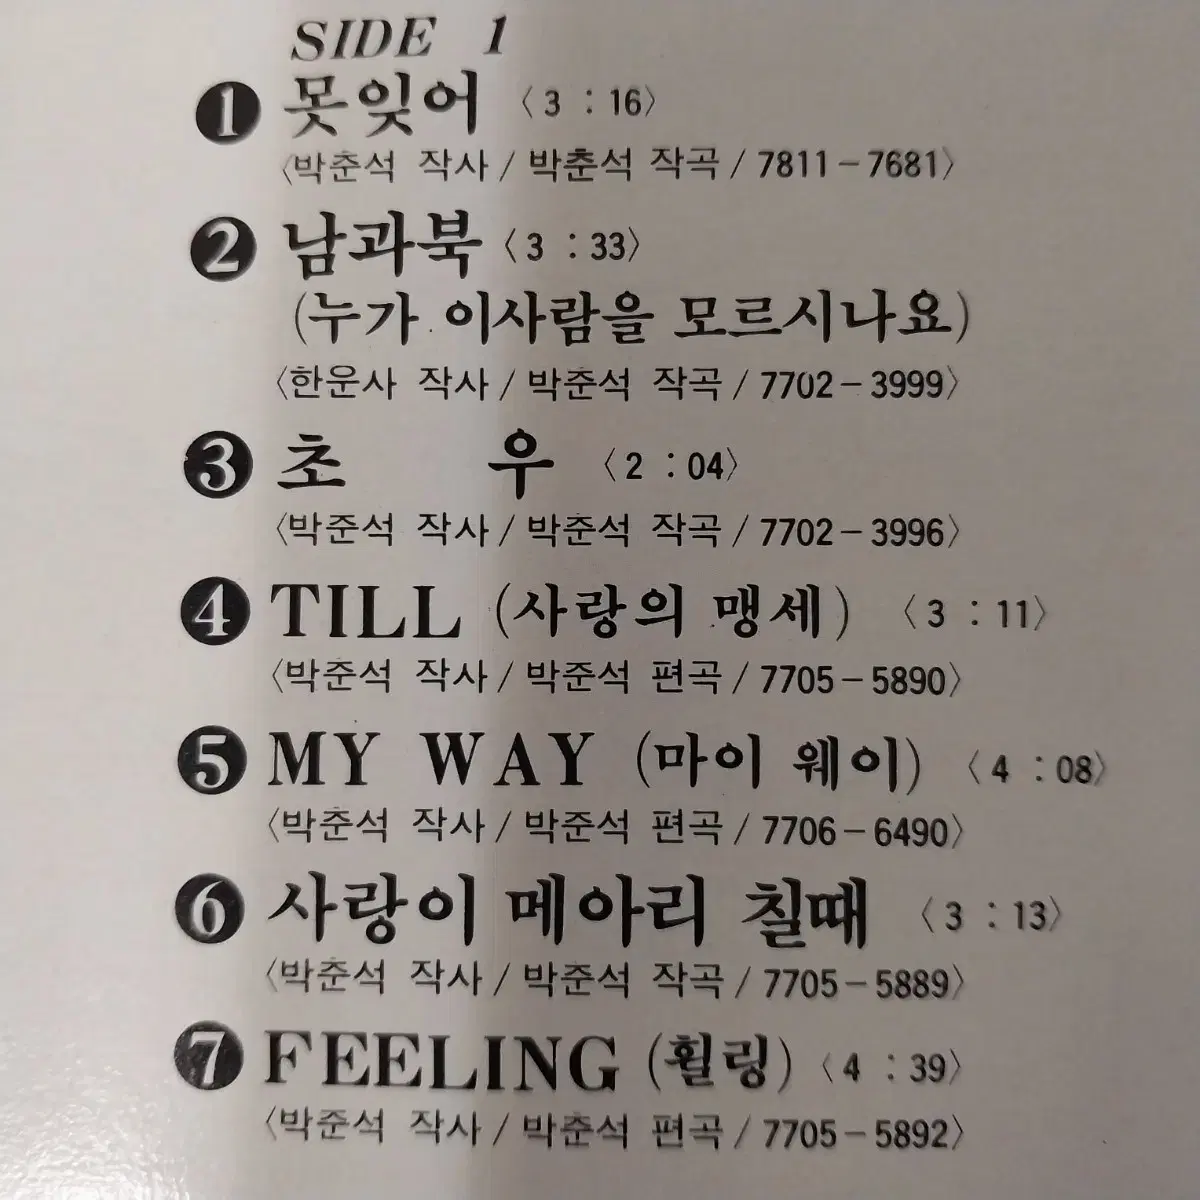 SIDE 1
❶ 못잊어 〈3 : 16〉
〈박춘석 작사 / 박춘석 작곡 / 7811－7681〉
❷ 남과북 〈3 : 33〉
(누가 이사람을 모르시나요)
〈한운사 작사 / 박춘석 작곡 / 7702－3999〉
❸ 초 우 〈2 : 04〉
〈박춘석 작사 / 박춘석 작곡 / 7702－3996〉
❹ TILL (사랑의 맹세) 〈3 : 11〉
〈박춘석 작사 / 박춘석 편곡 / 7705－5890〉
❺ MY WAY (마이 웨이) 〈4 : 08〉
〈박춘석 작사 / 박춘석 편곡 / 7706－6490〉
❻ 사랑이 메아리 칠때 〈3 : 13〉
〈박춘석 작사 / 박춘석 작곡 / 7705－5889〉
❼ FEELING (휠링) 〈4 : 39〉
〈박춘석 작사 / 박춘석 편곡 / 7705－5892〉